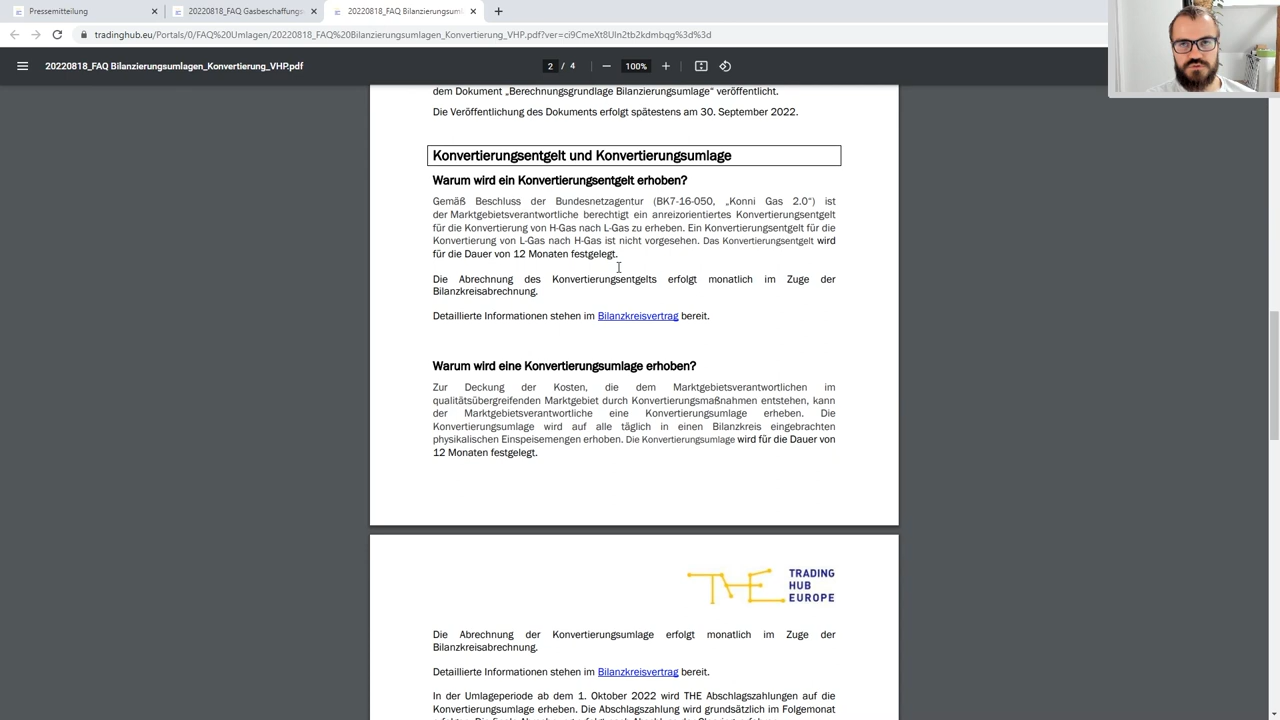 Pressemitteilung
20220818_FAQ Gasbeschaffungs
20220818_FAQ Bilanzierungsuml
tradinghub.eu/Portals/0/FAQ%20Umlagen/20220818_FAQ%20Bilanzierungsumlagen_Konvertierung_VHP.pdf?ver=ci9CmeXt8Uln2tb2kdmbqg%3d%3d
20220818_FAQ Bilanzierungsumlagen_Konvertierung_VHP.pdf
2 / 4
100%
dem Dokument „Berechnungsgrundlage Bilanzierungsumlage“ veröffentlicht.
Die Veröffentlichung des Dokuments erfolgt spätestens am 30. September 2022.
Konvertierungsentgelt und Konvertierungsumlage
Warum wird ein Konvertierungsentgelt erhoben?
Gemäß Beschluss der Bundesnetzagentur (BK7-16-050, „Konni Gas 2.0“) ist
der Marktgebietsverantwortliche berechtigt ein anreizorientiertes Konvertierungsentgelt
für die Konvertierung von H-Gas nach L-Gas zu erheben. Ein Konvertierungsentgelt für die
Konvertierung von L-Gas nach H-Gas ist nicht vorgesehen. Das Konvertierungsentgelt wird
für die Dauer von 12 Monaten festgelegt.
Die Abrechnung des Konvertierungsentgelts erfolgt monatlich im Zuge der
Bilanzkreisabrechnung.
Detaillierte Informationen stehen im Bilanzkreisvertrag bereit.
Warum wird eine Konvertierungsumlage erhoben?
Zur Deckung der Kosten, die dem Marktgebietsverantwortlichen im
qualitätsübergreifenden Marktgebiet durch Konvertierungsmaßnahmen entstehen, kann
der Marktgebietsverantwortliche eine Konvertierungsumlage erheben. Die
Konvertierungsumlage wird auf alle täglich in einen Bilanzkreis eingebrachten
physikalischen Einspeisemengen erhoben. Die Konvertierungsumlage wird für die Dauer von
12 Monaten festgelegt.
THE
TRADING
HUB
EUROPE
Die Abrechnung der Konvertierungsumlage erfolgt monatlich im Zuge der
Bilanzkreisabrechnung.
Detaillierte Informationen stehen im Bilanzkreisvertrag bereit.
In der Umlageperiode ab dem 1. Oktober 2022 wird THE Abschlagszahlungen auf die
Konvertierungsumlage erheben. Die Abschlagszahlung wird grundsätzlich im Folgemonat